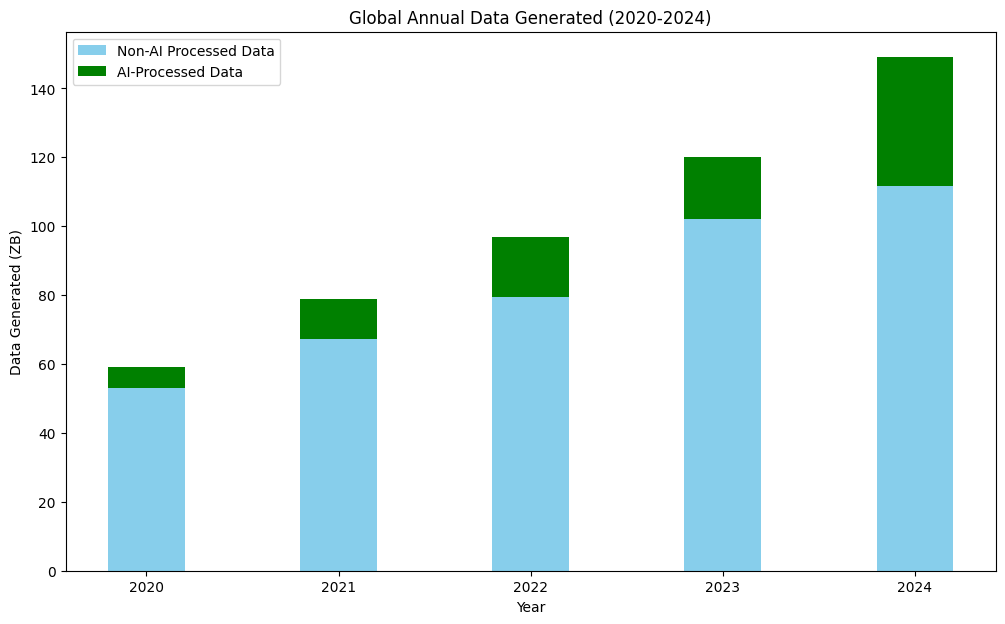 Global Annual Data Generated (2020-2024)
Non-AI Processed Data
AI-Processed Data
Data Generated (ZB)
140
120
100
80
60
40
20
0
2020
2021
2022
2023
2024
Year